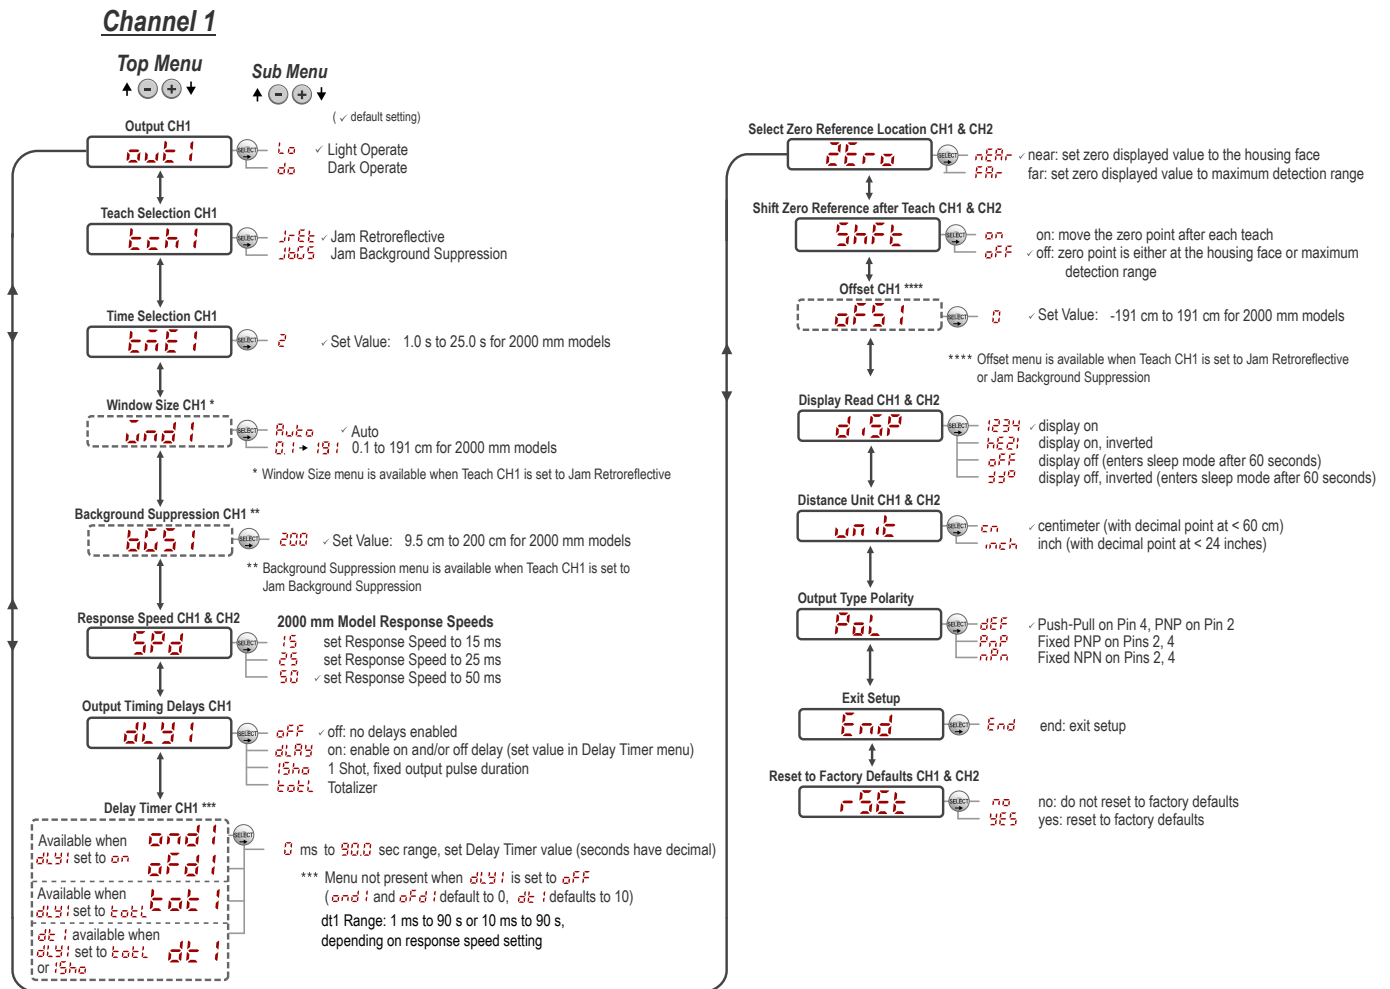 Channel 1
Top Menu
Sub Menu
- +
- +
( ✓ default setting)
Output CH1
out1
SELECT
Lo ✓ Light Operate
do Dark Operate
Teach Selection CH1
tch1
SELECT
JrEt ✓ Jam Retroreflective
JbGS Jam Background Suppression
Time Selection CH1
tmE1
SELECT
2 ✓ Set Value: 1.0 s to 25.0 s for 2000 mm models
Window Size CH1 *
wnd1
SELECT
Auto ✓ Auto
0.1 → 191 0.1 to 191 cm for 2000 mm models
* Window Size menu is available when Teach CH1 is set to Jam Retroreflective
Background Suppression CH1 **
bGS1
SELECT
200 ✓ Set Value: 9.5 cm to 200 cm for 2000 mm models
** Background Suppression menu is available when Teach CH1 is set to
Jam Background Suppression
Response Speed CH1 & CH2
SPd
SELECT
2000 mm Model Response Speeds
15 set Response Speed to 15 ms
25 set Response Speed to 25 ms
50 ✓ set Response Speed to 50 ms
Output Timing Delays CH1
dLY1
SELECT
oFF ✓ off: no delays enabled
dLAY on: enable on and/or off delay (set value in Delay Timer menu)
1Sho 1 Shot, fixed output pulse duration
totL Totalizer
Delay Timer CH1 ***
Available when
dLY1 set to on
ond1
oFd1
SELECT
Available when
dLY1 set to totL
tot1
dt1 available when
dLY1 set to totL
or 1Sho
dt1
0 ms to 90.0 sec range, set Delay Timer value (seconds have decimal)
*** Menu not present when dLY1 is set to oFF
(ond1 and oFd1 default to 0, dt1 defaults to 10)
dt1 Range: 1 ms to 90 s or 10 ms to 90 s,
depending on response speed setting
Select Zero Reference Location CH1 & CH2
ZEro
SELECT
nEAr ✓ near: set zero displayed value to the housing face
FAr far: set zero displayed value to maximum detection range
Shift Zero Reference after Teach CH1 & CH2
ShFt
SELECT
on on: move the zero point after each teach
oFF ✓ off: zero point is either at the housing face or maximum
detection range
Offset CH1 ****
oFS1
SELECT
0 ✓ Set Value: -191 cm to 191 cm for 2000 mm models
**** Offset menu is available when Teach CH1 is set to Jam Retroreflective
or Jam Background Suppression
Display Read CH1 & CH2
diSP
SELECT
1234 ✓ display on
display on, inverted
oFF display off (enters sleep mode after 60 seconds)
display off, inverted (enters sleep mode after 60 seconds)
Distance Unit CH1 & CH2
unit
SELECT
cn ✓ centimeter (with decimal point at < 60 cm)
inch inch (with decimal point at < 24 inches)
Output Type Polarity
PoL
SELECT
dEF ✓ Push-Pull on Pin 4, PNP on Pin 2
PnP Fixed PNP on Pins 2, 4
nPn Fixed NPN on Pins 2, 4
Exit Setup
End
SELECT
End end: exit setup
Reset to Factory Defaults CH1 & CH2
rSEt
SELECT
no no: do not reset to factory defaults
YES yes: reset to factory defaults